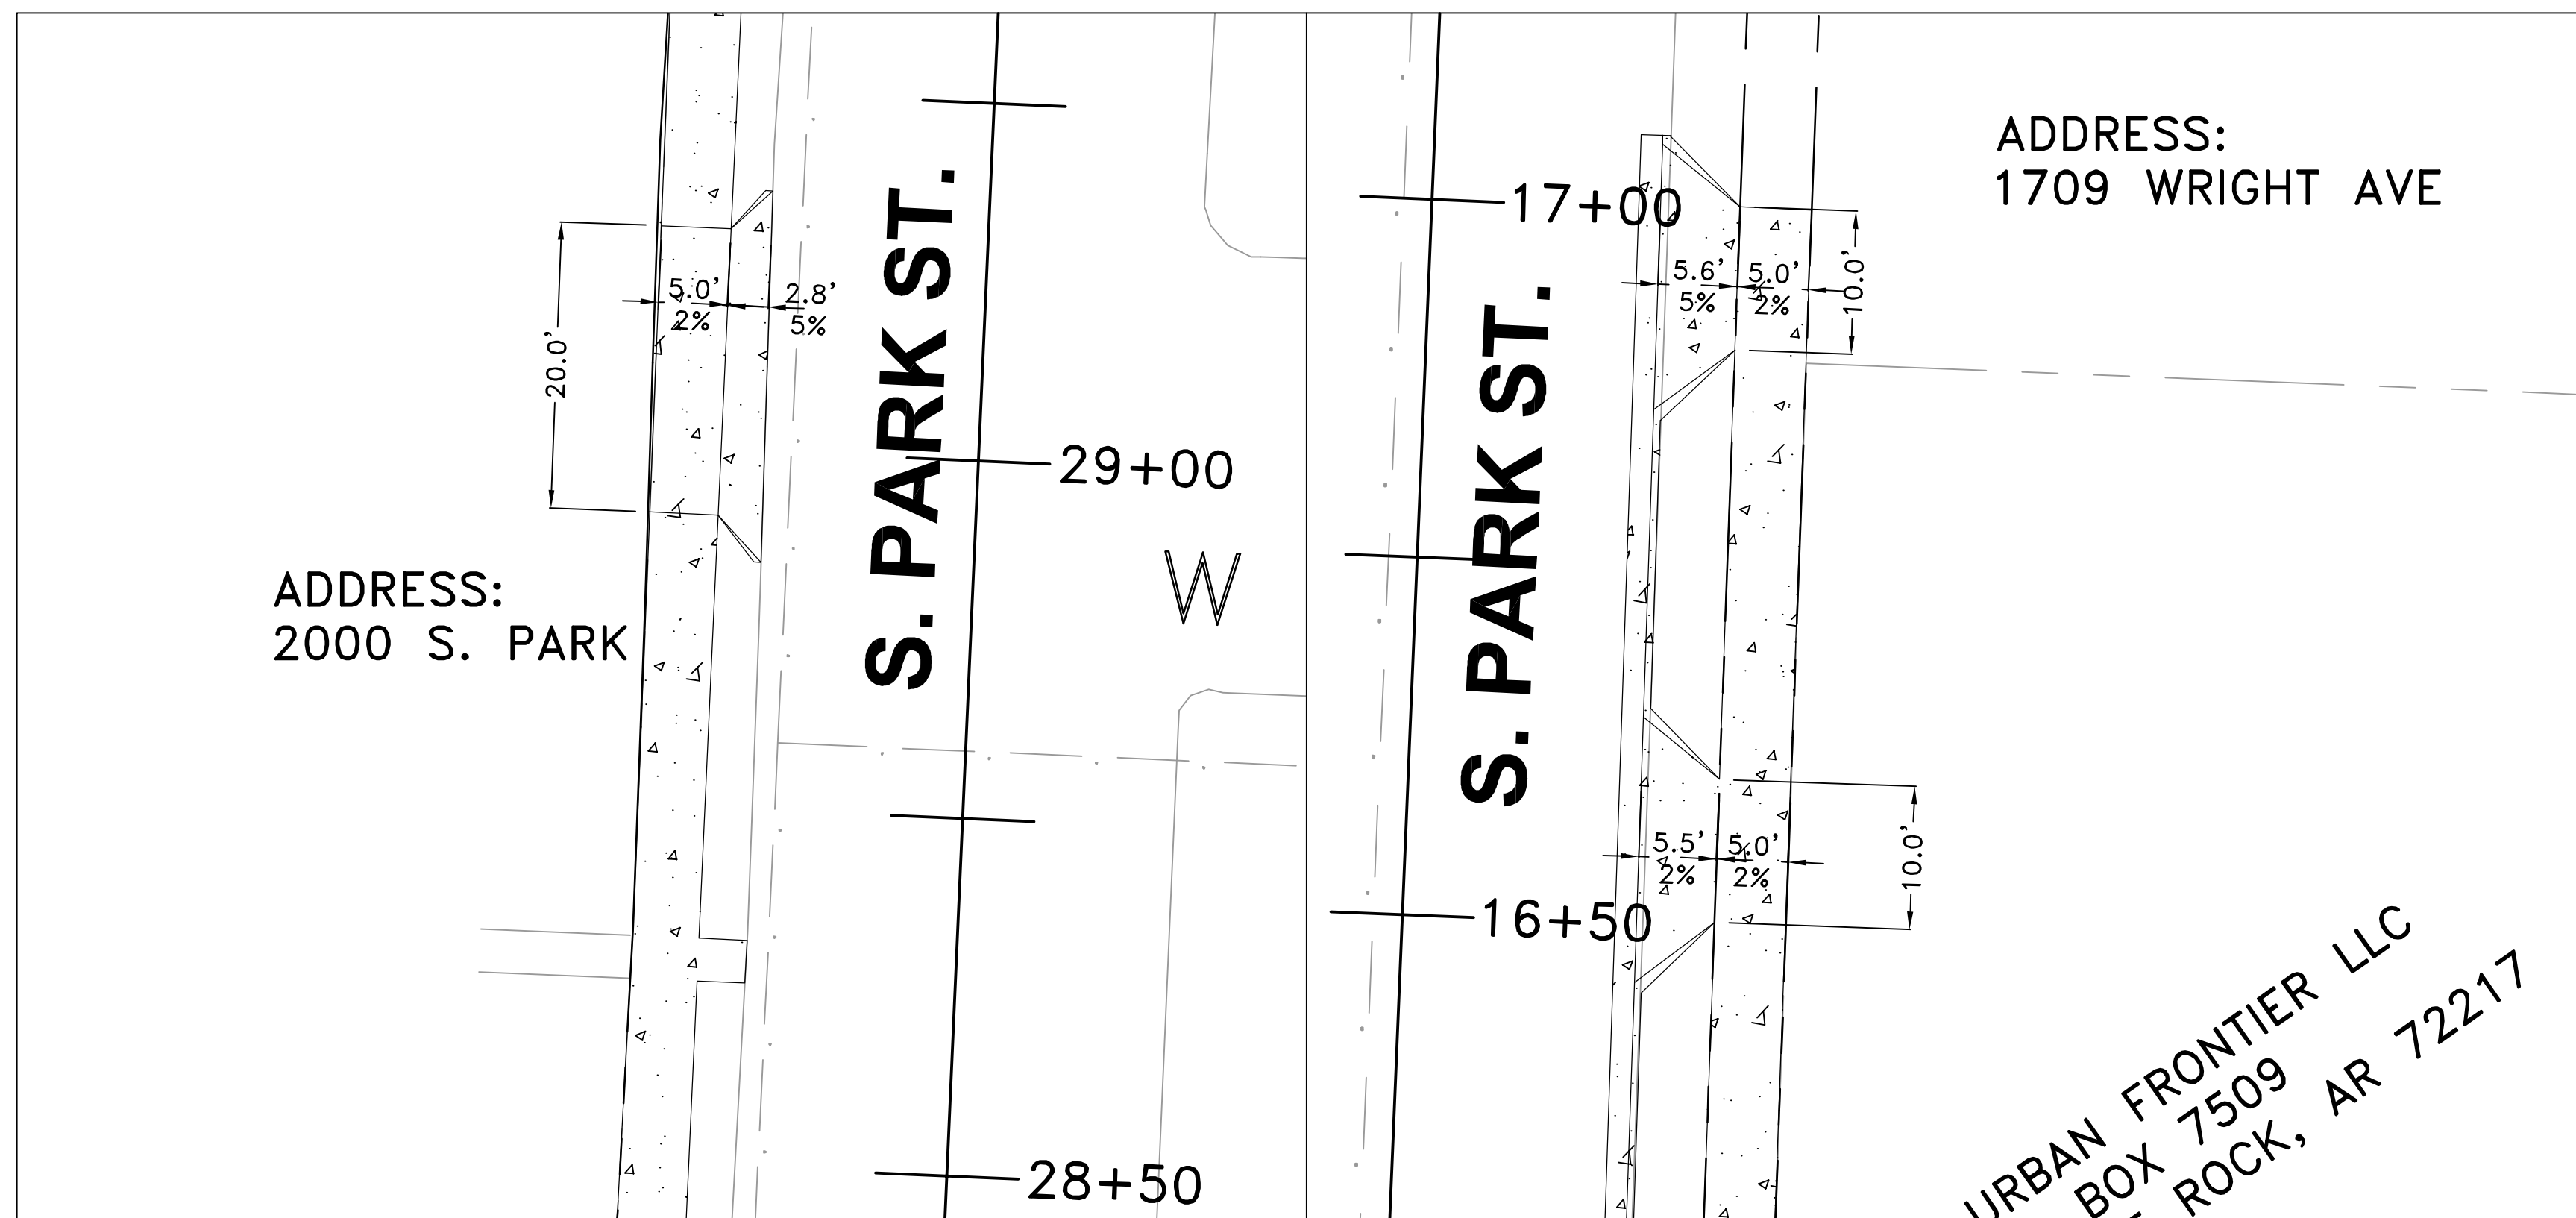 ADDRESS:
2000 S. PARK
20.0'
5.0'
2%
2.8'
5%
S. PARK ST.
29+00
W
28+50
S. PARK ST.
17+00
16+50
5.6'
5%
5.0'
2%
10.0'
ADDRESS:
1709 WRIGHT AVE
5.5'
2%
5.0'
2%
10.0'
URBAN FRONTIER LLC
BOX 7509
ROCK, AR 72217